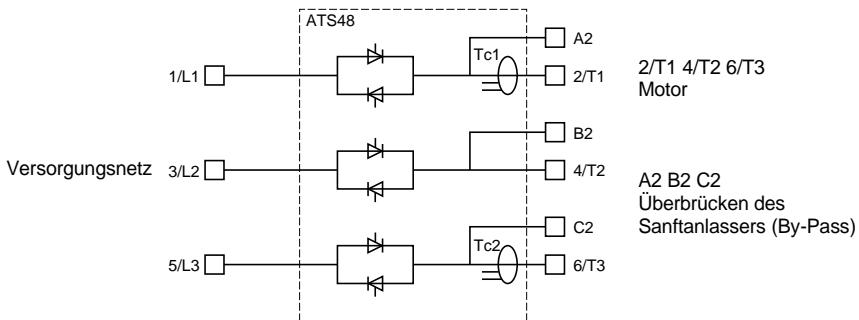 ATS48
A2
Tc1
1/L1
2/T1
2/T1 4/T2 6/T3
Motor
B2
Versorgungsnetz
3/L2
4/T2
A2 B2 C2
Überbrücken des
Sanftanlassers (By-Pass)
C2
Tc2
5/L3
6/T3